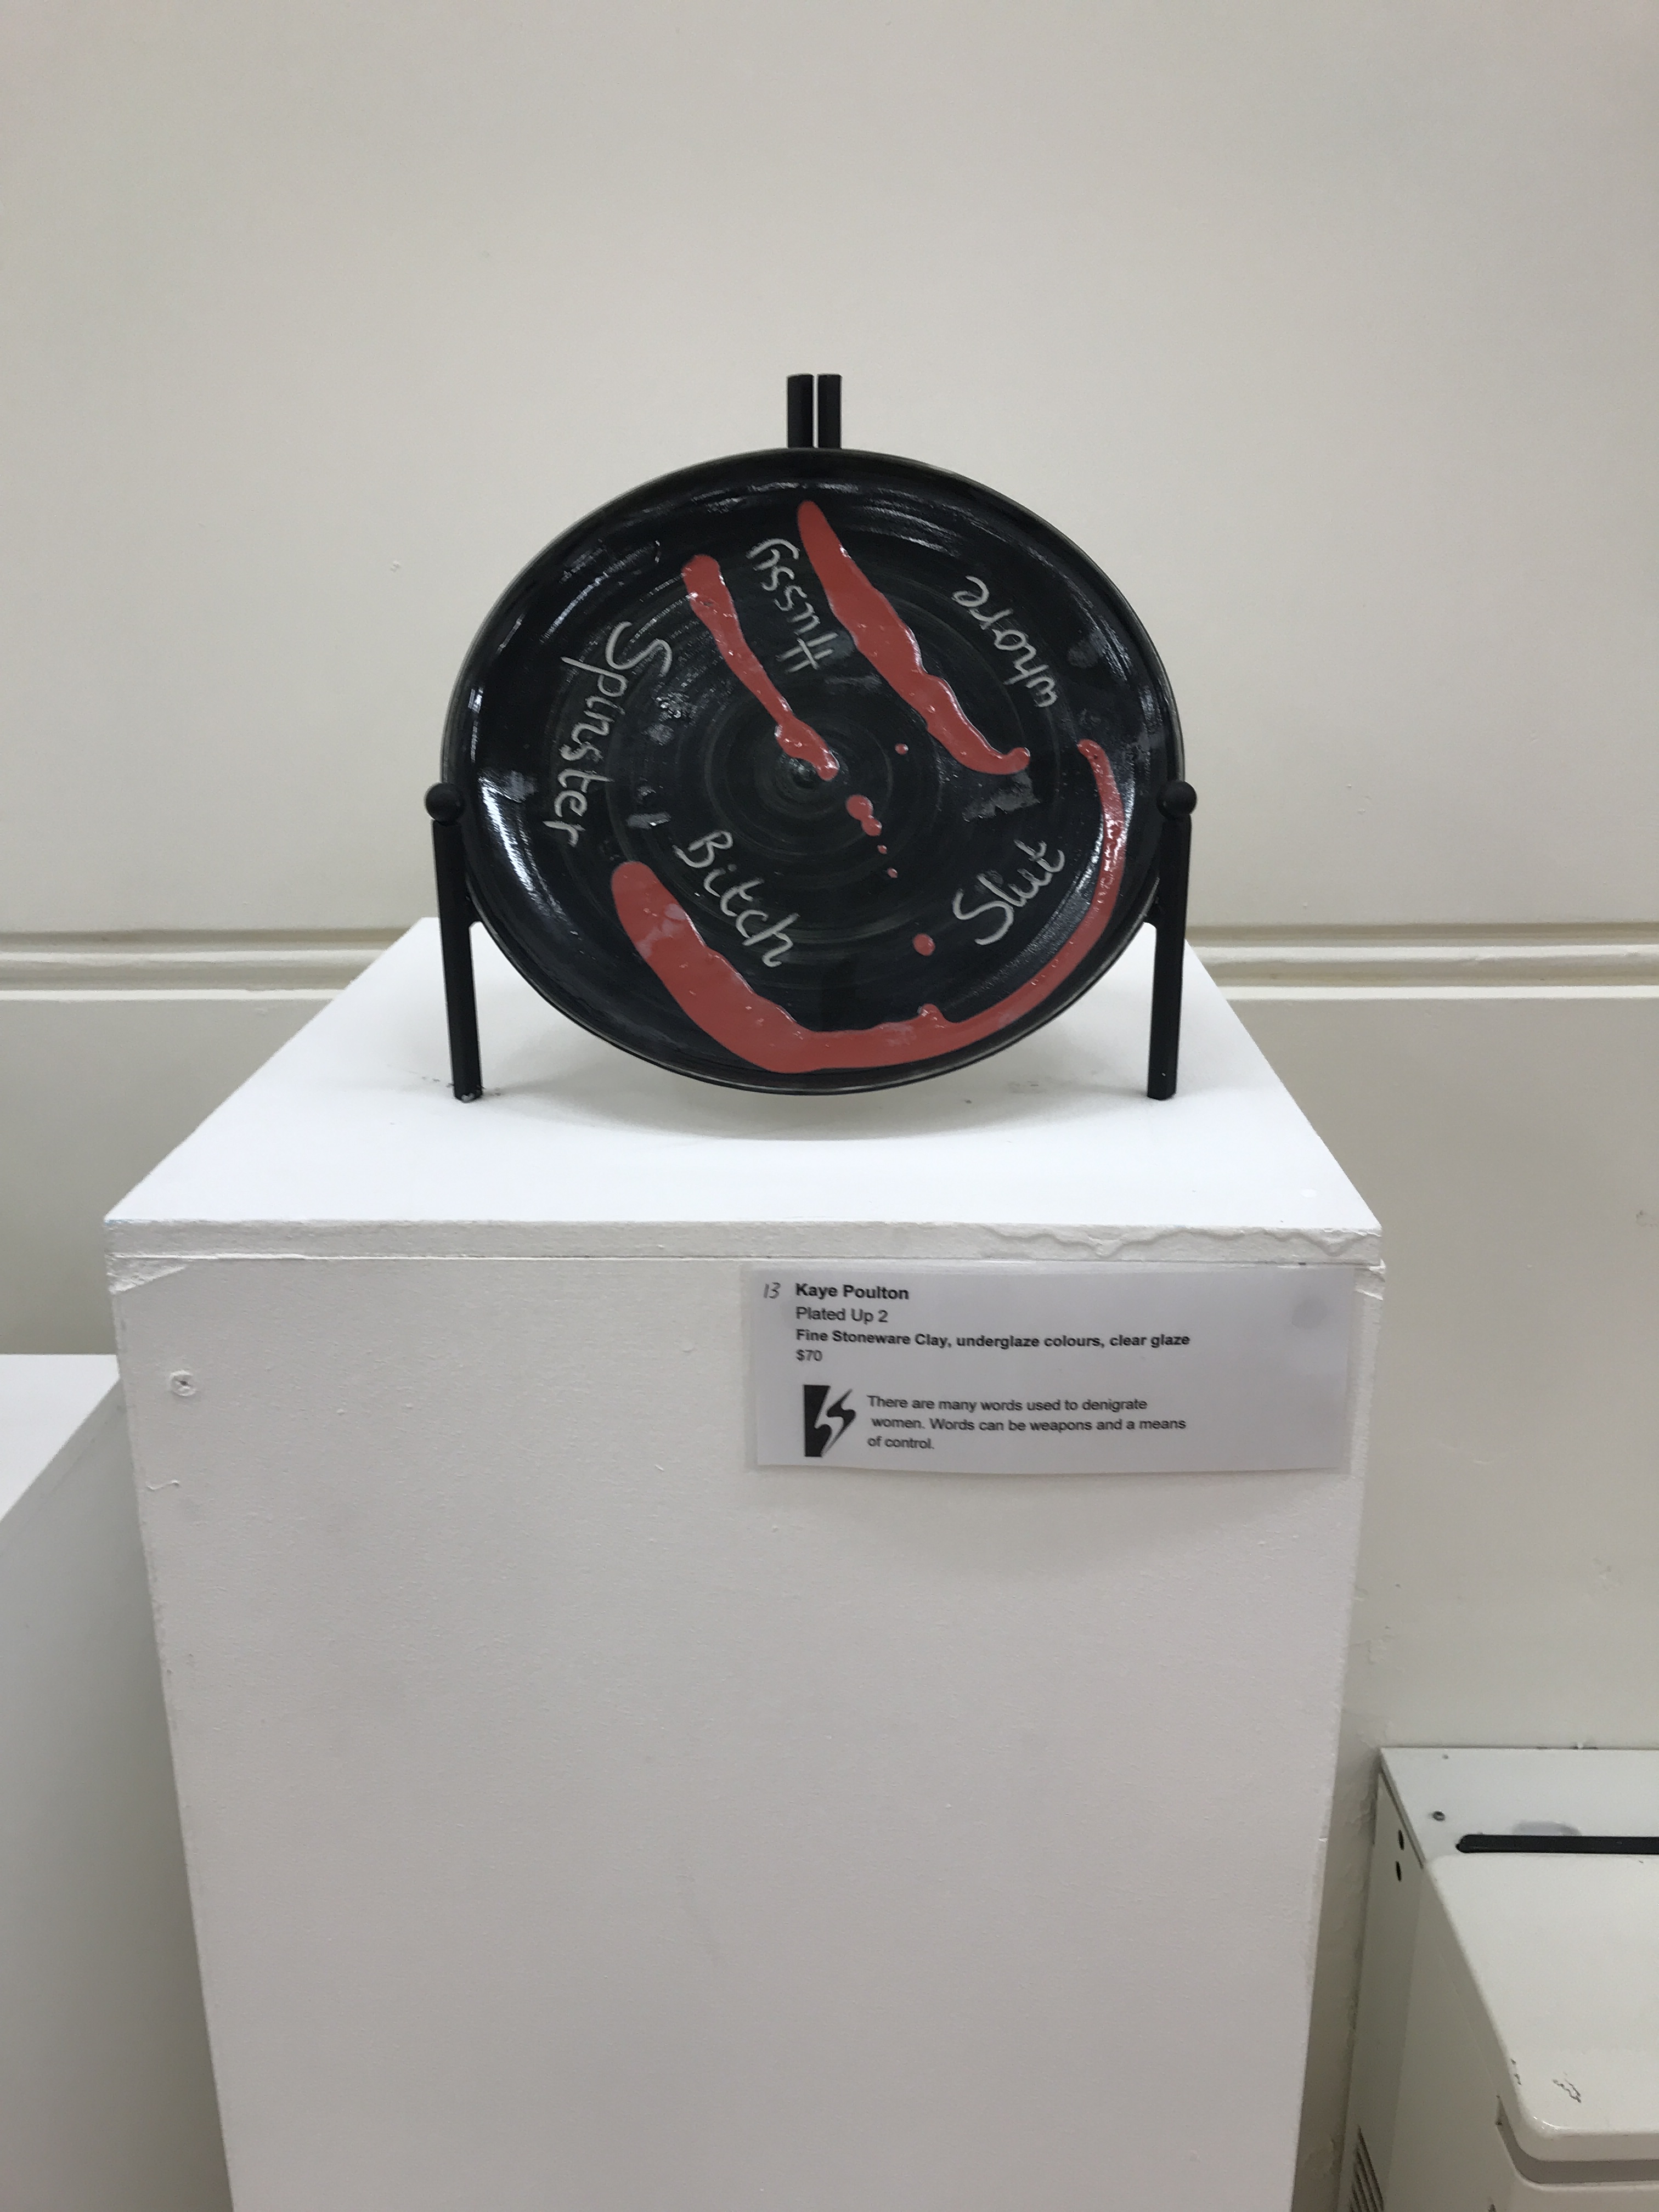 Hussy
whore
Spinster
Bitch
Slut
13 Kaye Poulton
Plated Up 2
Fine Stoneware Clay, underglaze colours, clear glaze
$70
There are many words used to denigrate
women. Words can be weapons and a means
of control.